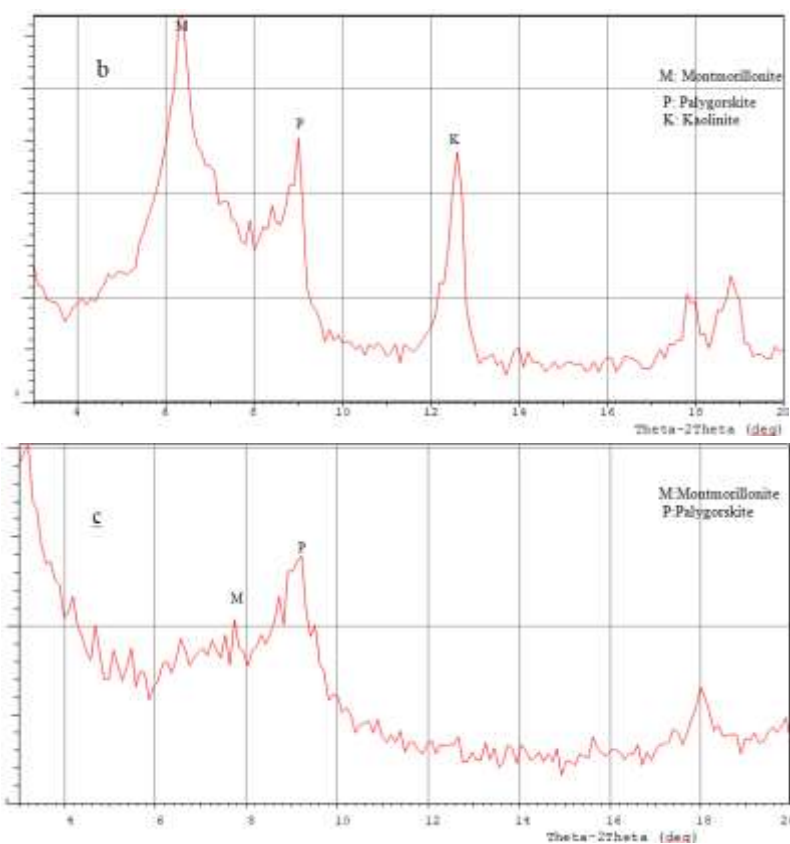 M
b
M: Montmorillonite
P: Palygorskite
K: Kaolinite
P
K
4 6 8 10 12 14 16 18 20
Theta-2Theta (deg)
c
M:Montmorillonite
P:Palygorskite
P
M
4 6 8 10 12 14 16 18 20
Theta-2Theta (deg)